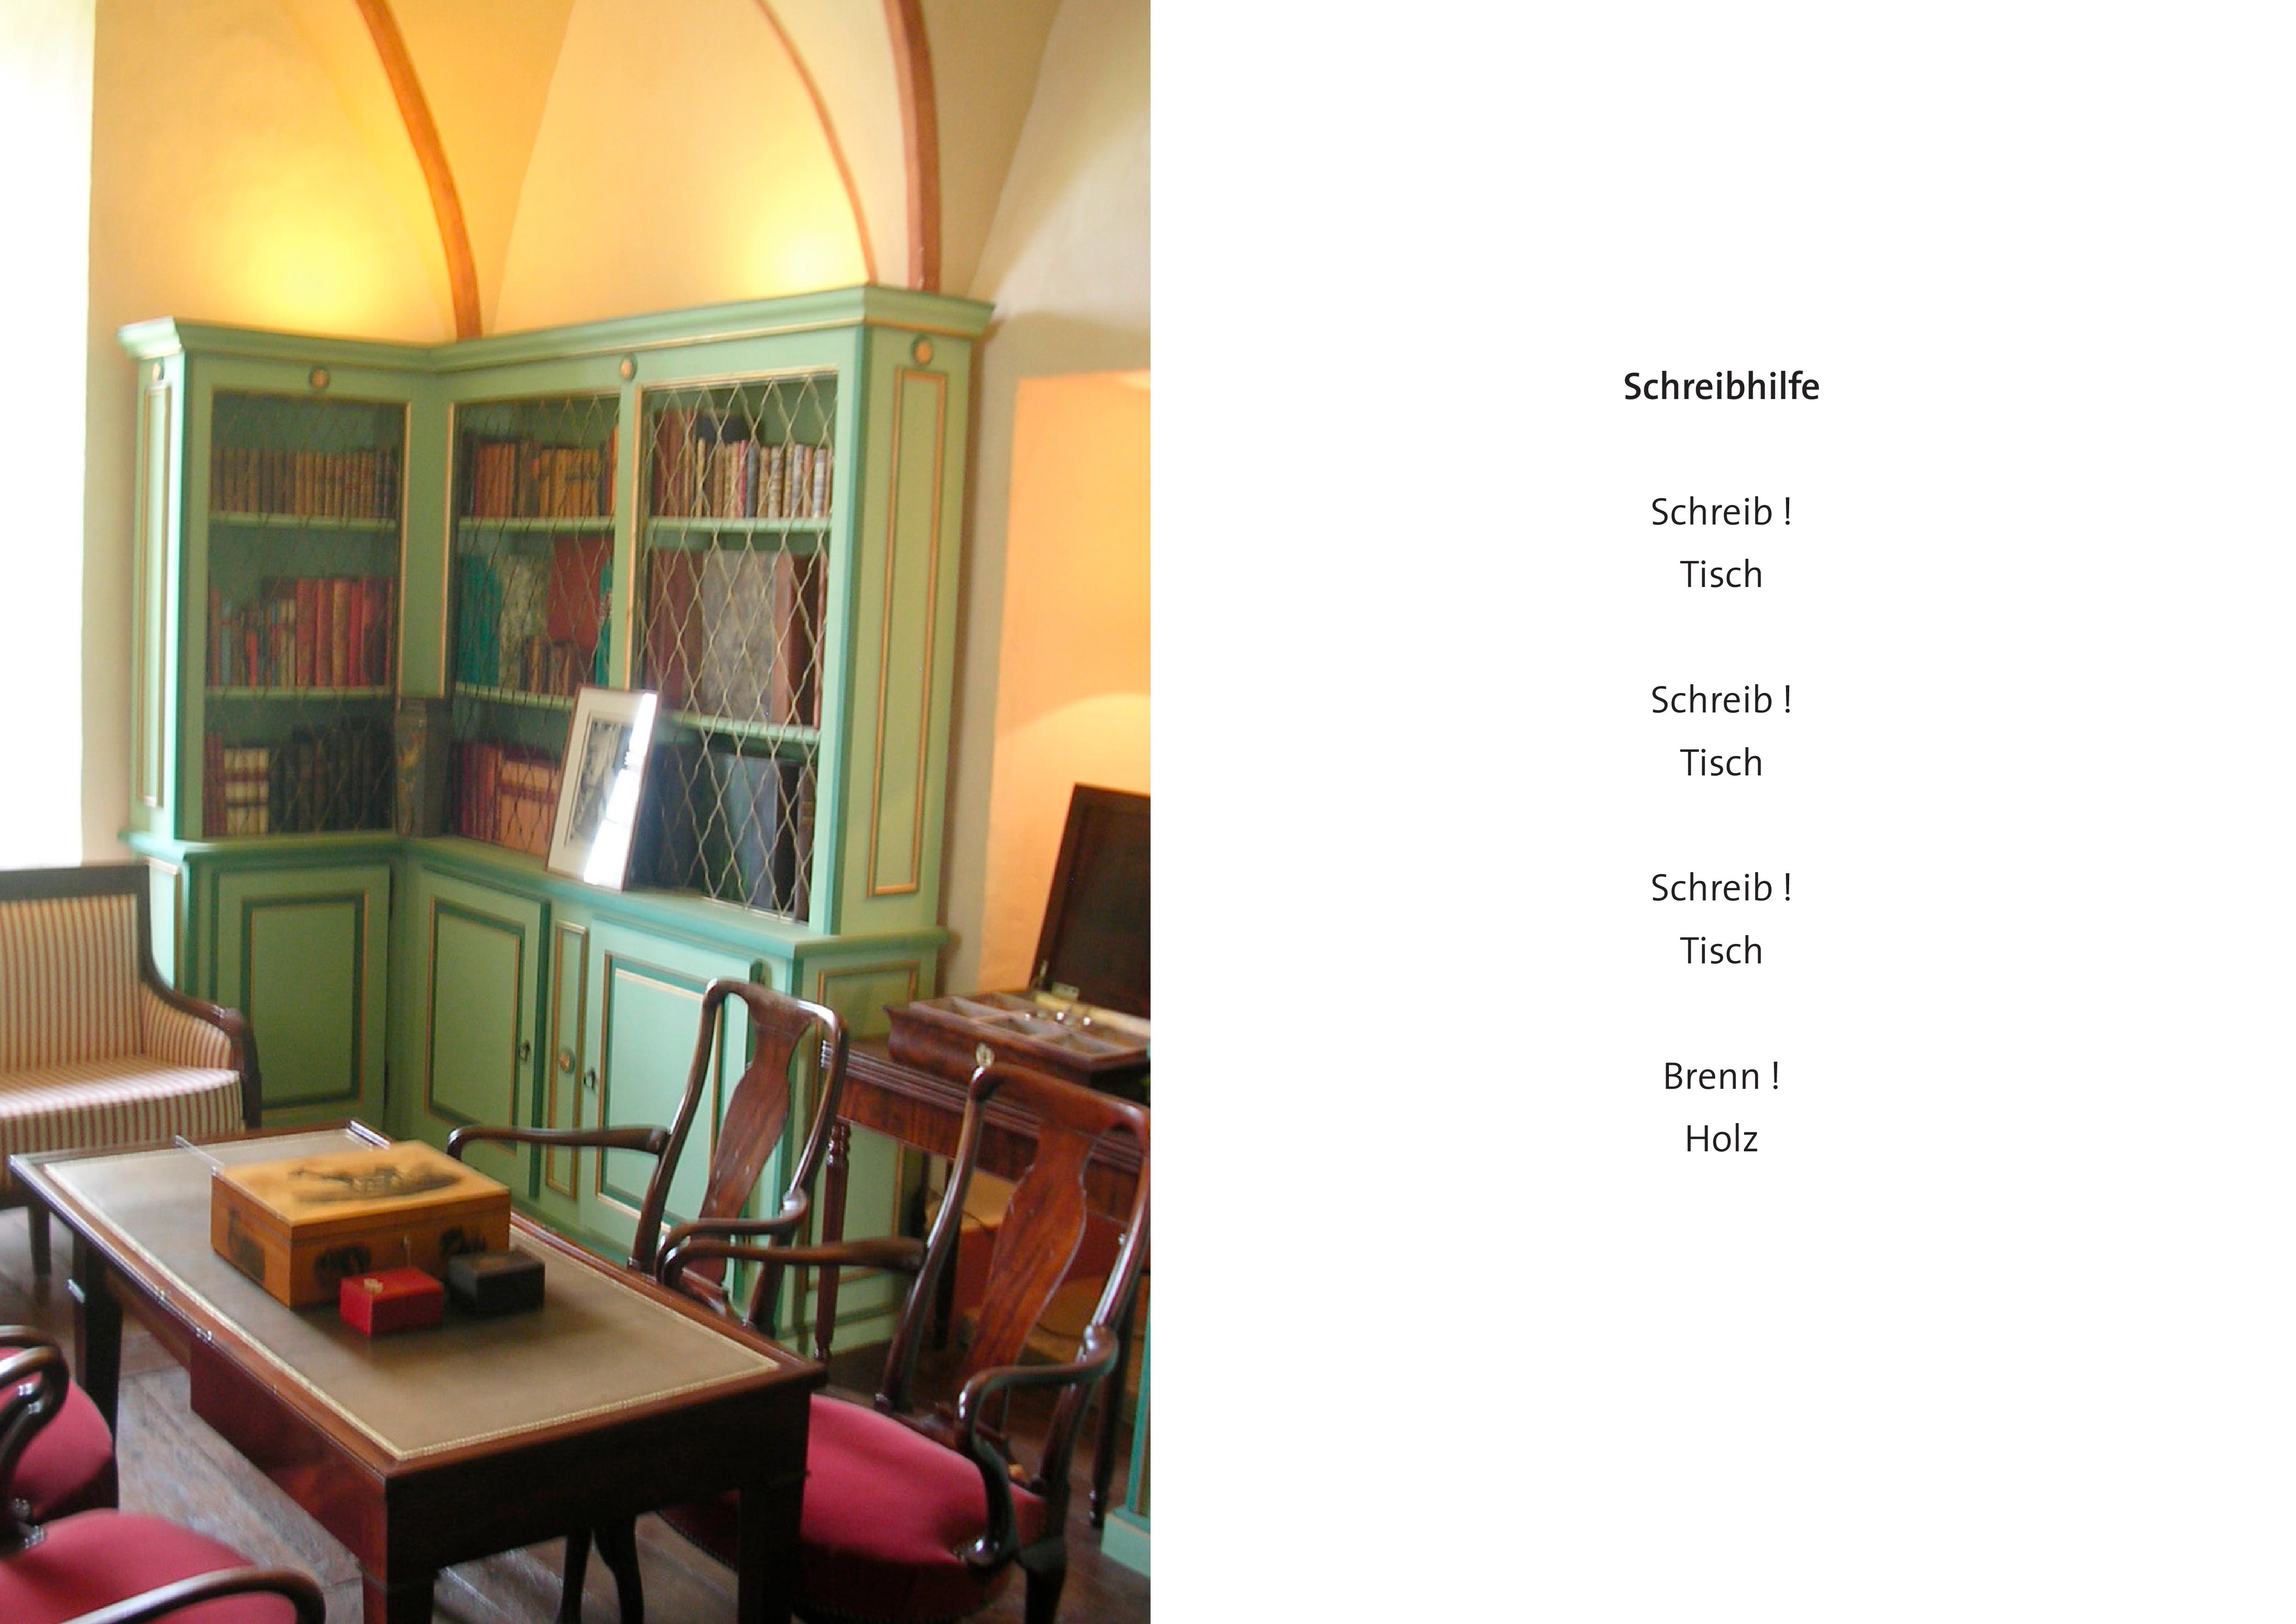 Schreibhilfe
Schreib !
Tisch
Schreib !
Tisch
Schreib !
Tisch
Brenn !
Holz